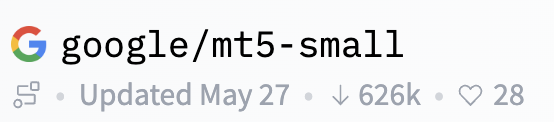 google/mt5-small
• Updated May 27 • ↓ 626k • ♡ 28